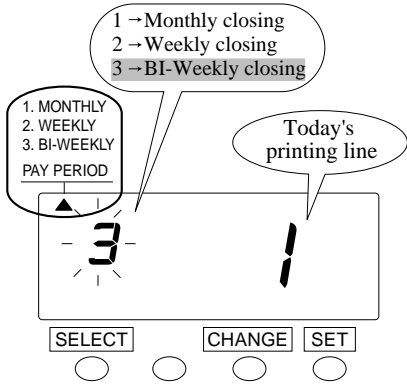 1 →Monthly closing
2 →Weekly closing
3 →BI-Weekly closing
1. MONTHLY
2. WEEKLY
3. BI-WEEKLY
PAY PERIOD
Today's
printing line
3 1
SELECT CHANGE SET